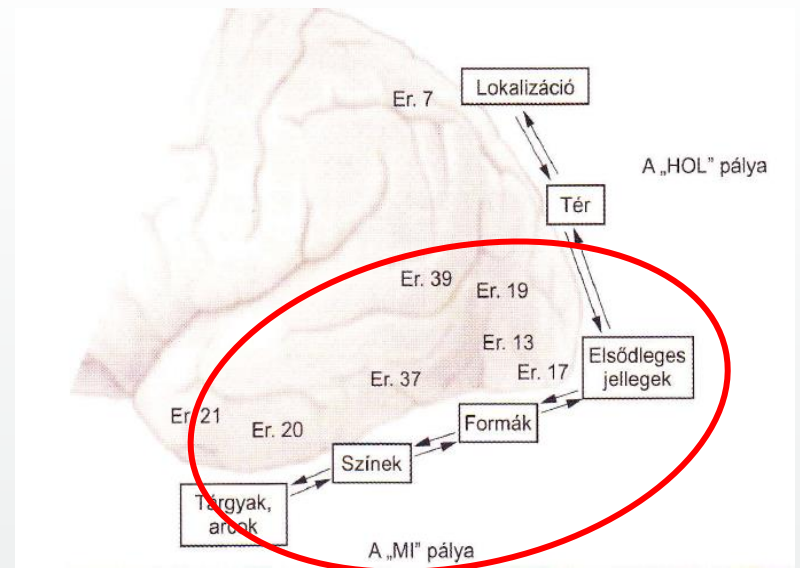 Lokalizáció
Er. 7
A „HOL” pálya
Tér
Er. 39
Er. 19
Er. 13
Elsődleges
jellegek
Er. 17
Er. 37
Er. 21
Er. 20
Formák
Színek
Tárgyak,
arcok
A „MI” pálya